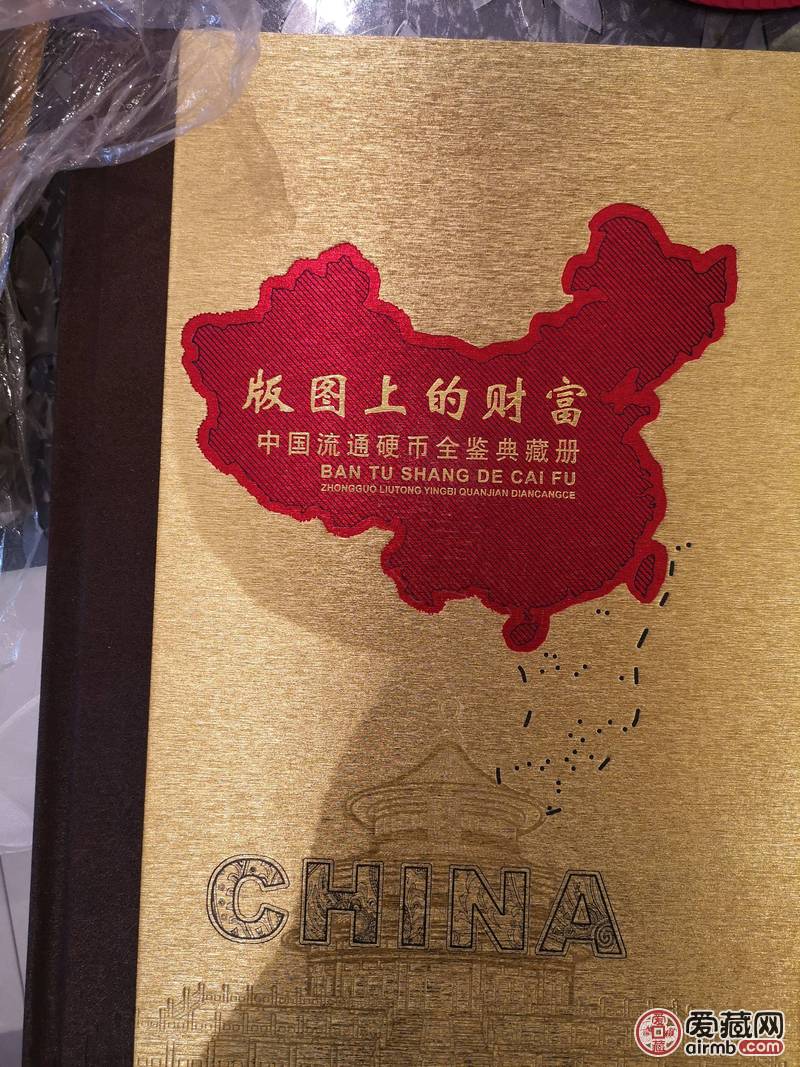 版图上的财富
中国流通硬币全鉴典藏册
BAN TU SHANG DE CAI FU
ZHONGGUO LIUTONG YINGBI QUANJIAN DIANCANGCE
CHINA
爱藏网
airmb.com